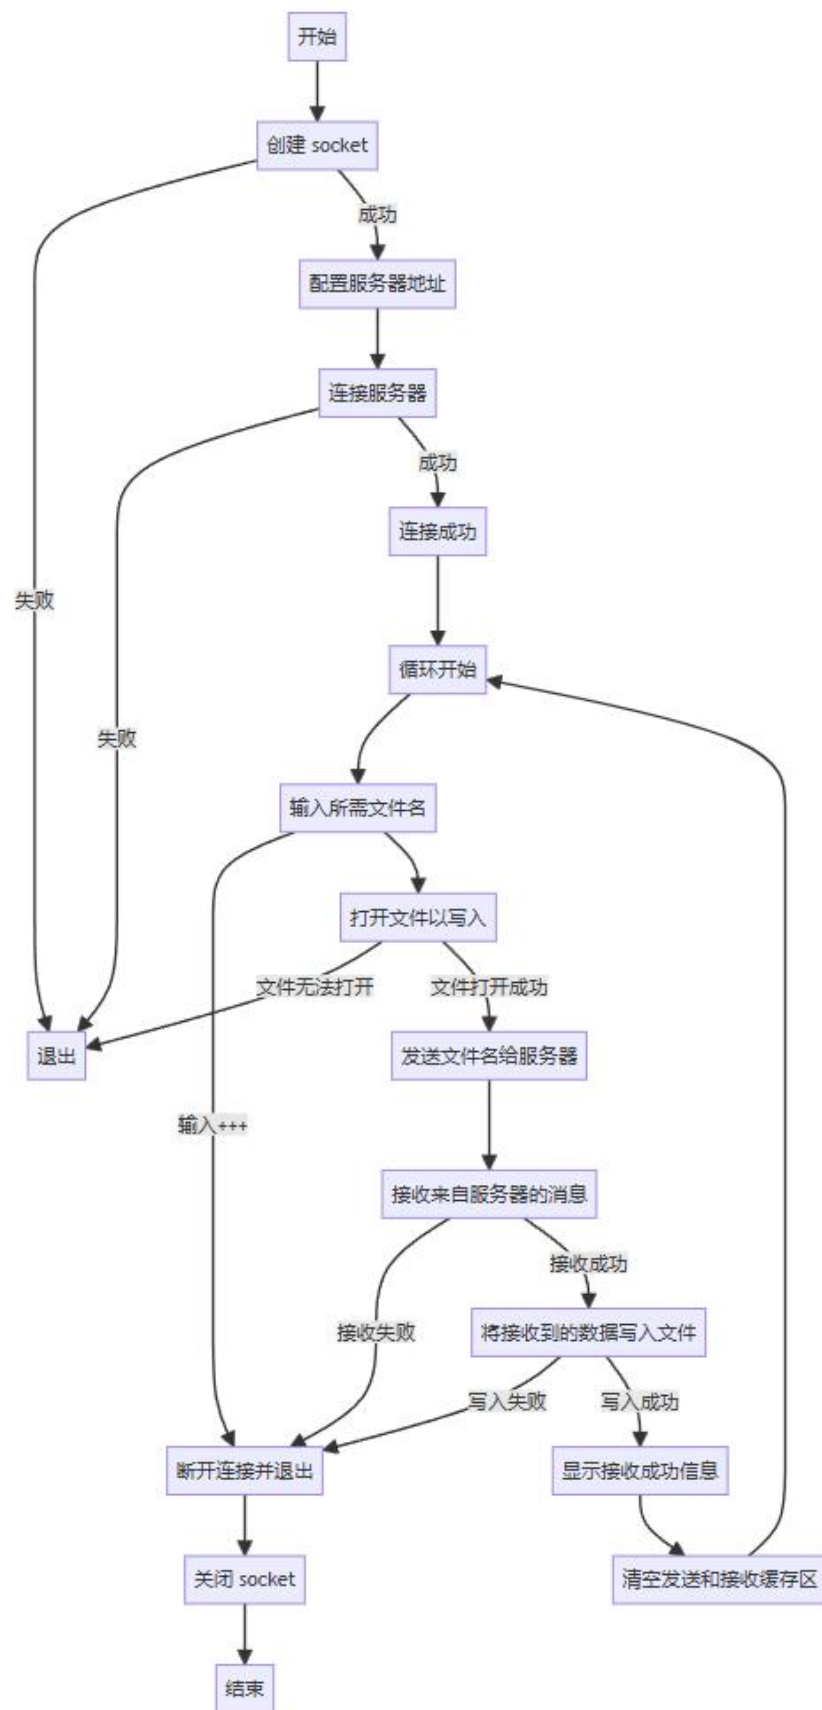 开始
创建 socket
成功
配置服务器地址
连接服务器
成功
连接成功
失败
循环开始
失败
输入所需文件名
打开文件以写入
文件无法打开
文件打开成功
退出
发送文件名给服务器
输入+++
接收来自服务器的消息
接收成功
接收失败
将接收到的数据写入文件
写入失败
写入成功
断开连接并退出
显示接收成功信息
关闭 socket
清空发送和接收缓存区
结束